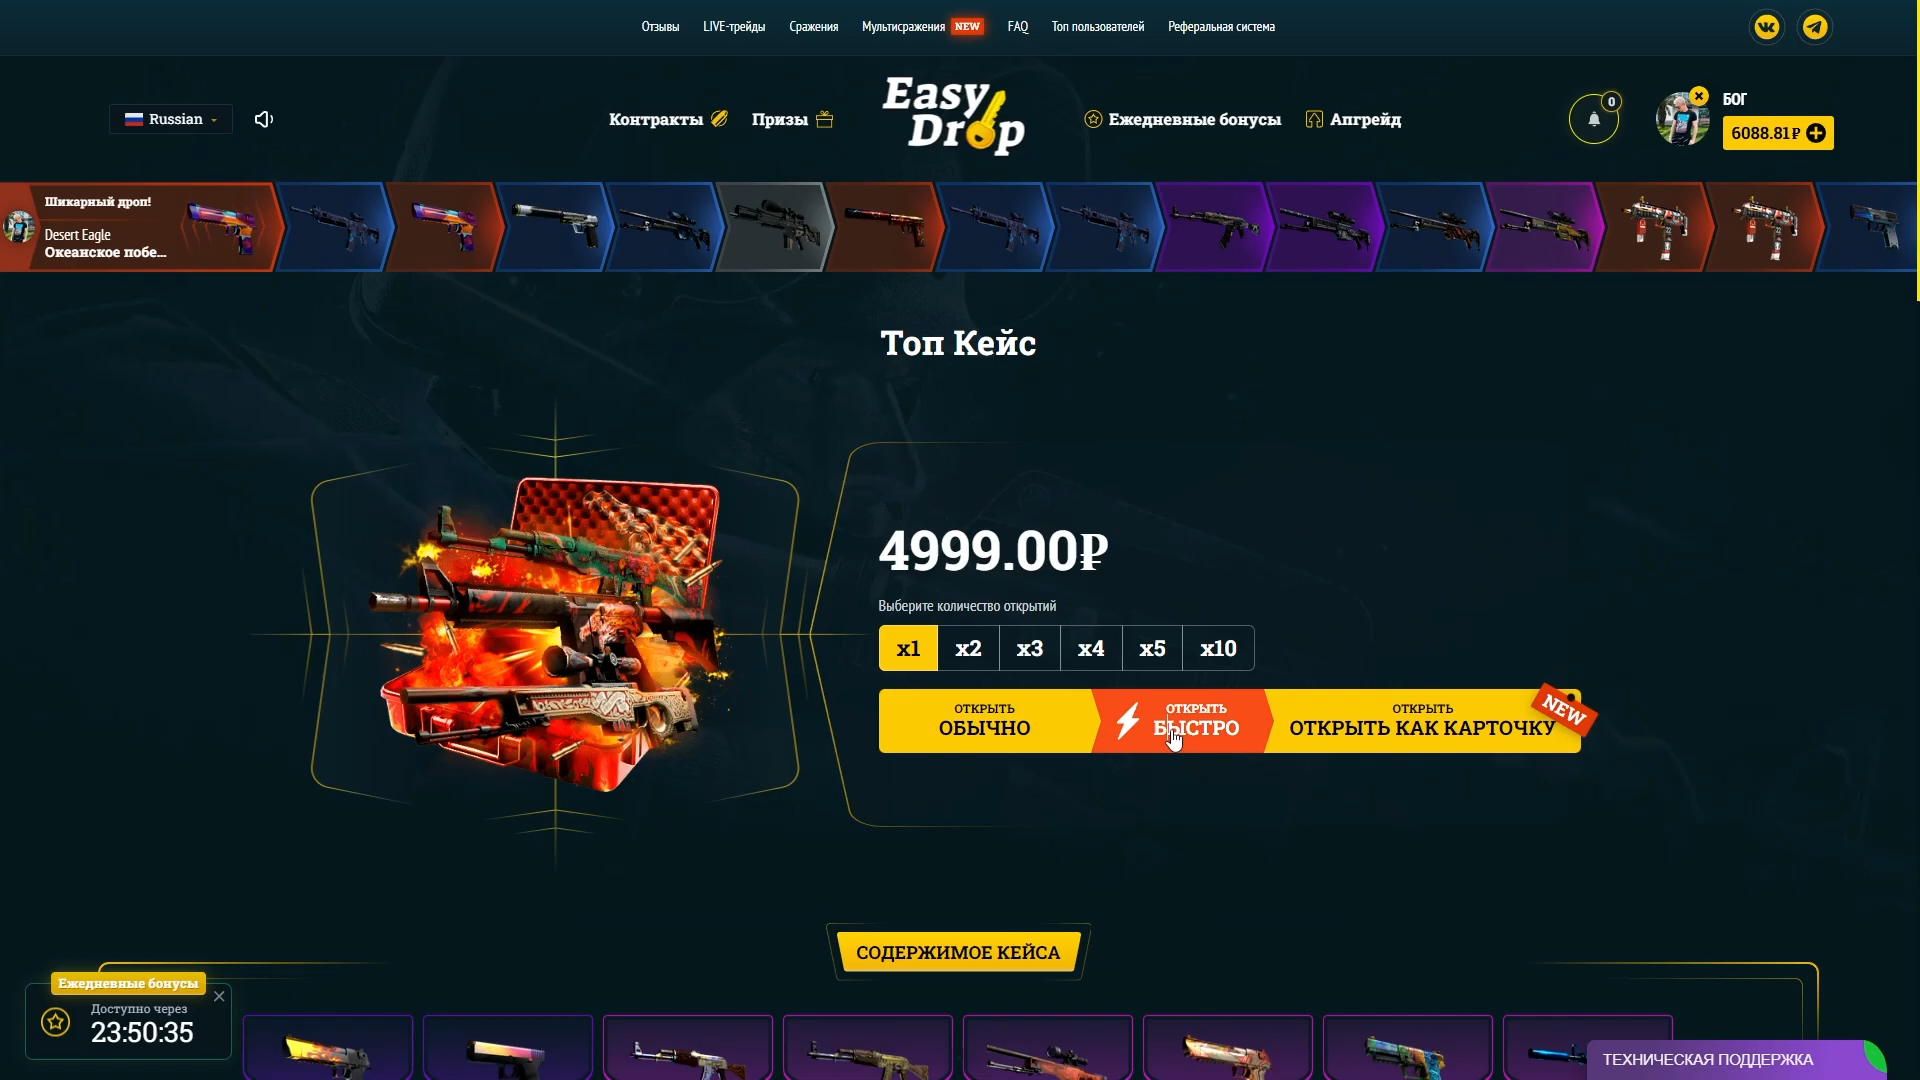 Отзывы
LIVE-трейды
Сражения
Мультисражения NEW
FAQ
Топ пользователей
Реферальная система
Russian
Контракты
Призы
Easy
Drop
Ежедневные бонусы
Апгрейд
0
БОГ
6088.81₽
Шикарный дроп!
Desert Eagle
Океанское побе...
Топ Кейс
4999.00₽
Выберите количество открытий
x1 x2 x3 x4 x5 x10
ОТКРЫТЬ
ОБЫЧНО
ОТКРЫТЬ
БЫСТРО
ОТКРЫТЬ
ОТКРЫТЬ КАК КАРТОЧКУ
NEW
СОДЕРЖИМОЕ КЕЙСА
Ежедневные бонусы
Доступно через
23:50:35
ТЕХНИЧЕСКАЯ ПОДДЕРЖКА